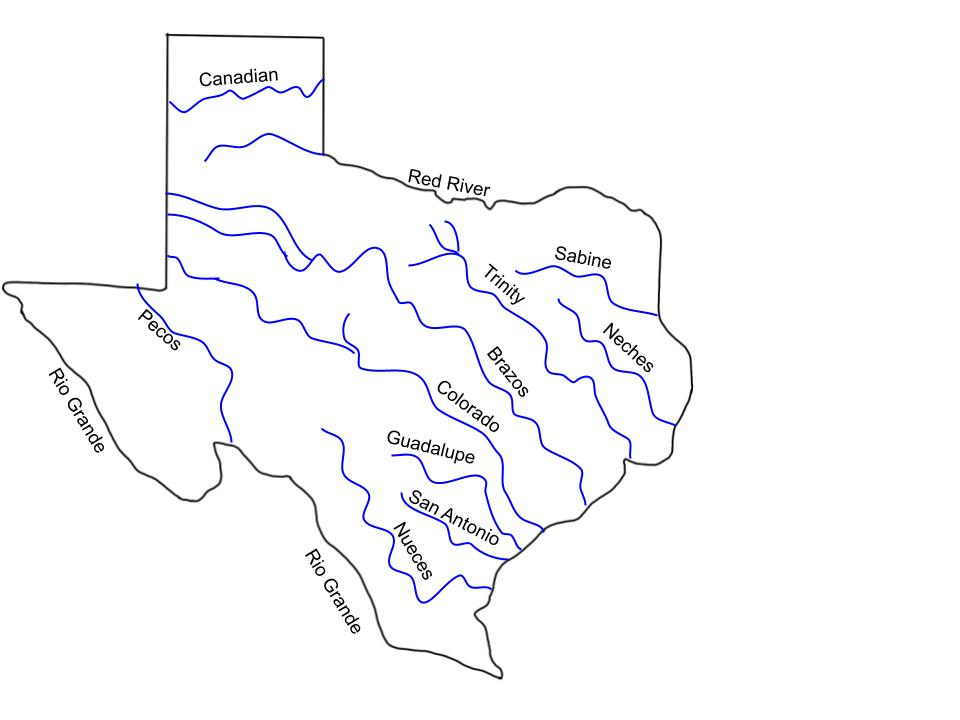 Canadian
Red River
Sabine
Trinity
Neches
Pecos
Brazos
Rio Grande
Colorado
Guadalupe
San Antonio
Nueces
Rio Grande